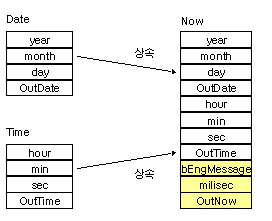 Date
year
month
day
OutDate
상속
Time
hour
min
sec
OutTime
상속
Now
year
month
day
OutDate
hour
min
sec
OutTime
bEngMessage
milisec
OutNow